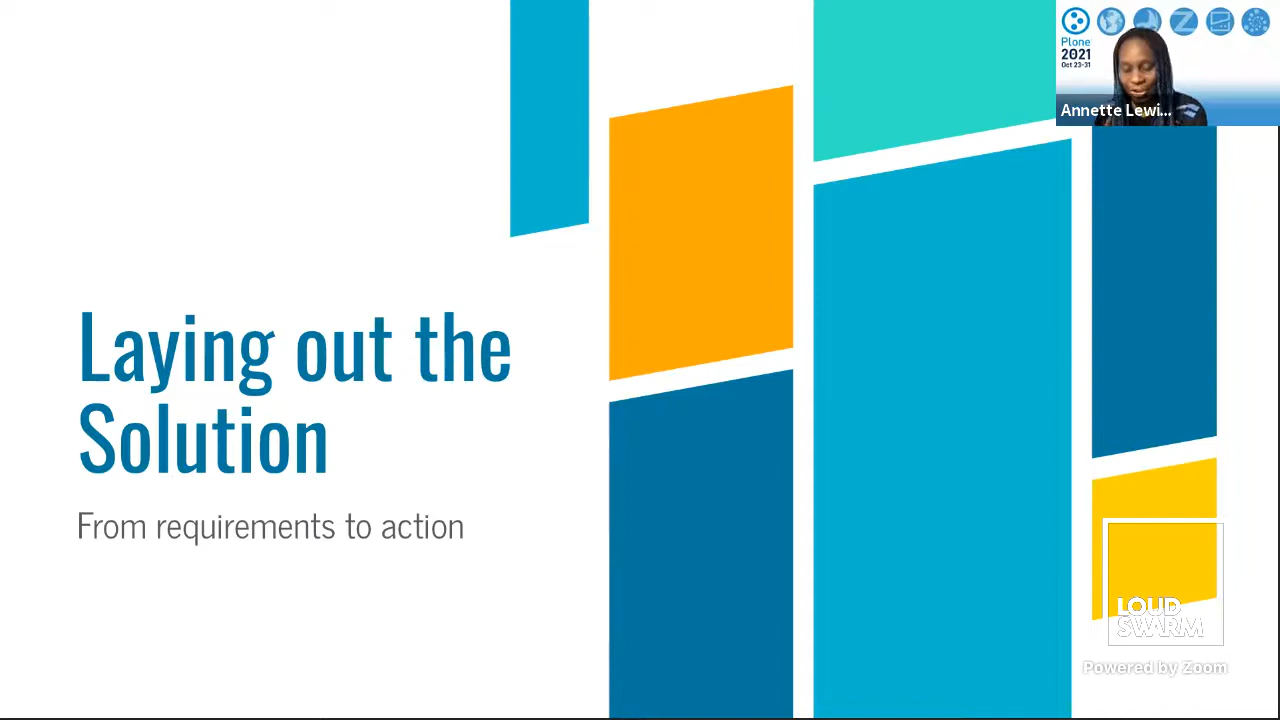 Plone
2021
Oct 23-31
Annette Lewi...
Laying out the
Solution
From requirements to action
LOUD
SWARM
Powered by Zoom